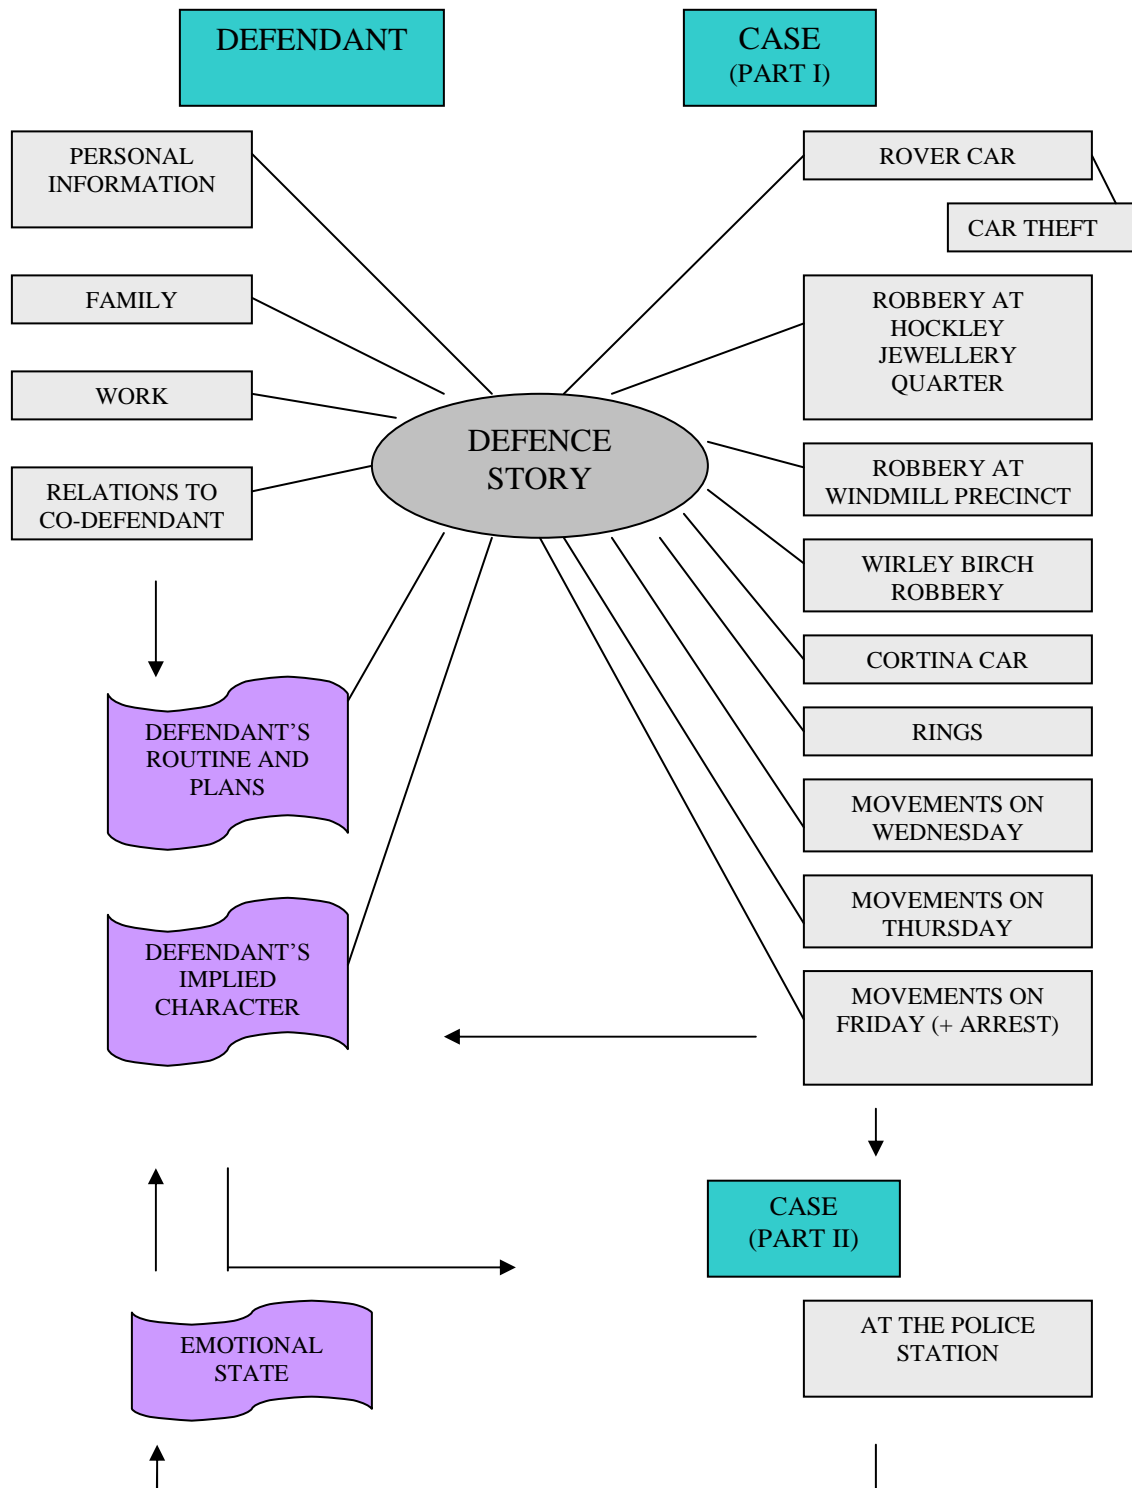 DEFENDANT
CASE
(PART I)
PERSONAL
INFORMATION
FAMILY
WORK
RELATIONS TO
CO-DEFENDANT
DEFENCE
STORY
ROVER CAR
CAR THEFT
ROBBERY AT
HOCKLEY
JEWELLERY
QUARTER
ROBBERY AT
WINDMILL PRECINCT
WIRLEY BIRCH
ROBBERY
CORTINA CAR
RINGS
MOVEMENTS ON
WEDNESDAY
MOVEMENTS ON
THURSDAY
MOVEMENTS ON
FRIDAY (+ ARREST)
DEFENDANT’S
ROUTINE AND
PLANS
DEFENDANT’S
IMPLIED
CHARACTER
CASE
(PART II)
EMOTIONAL
STATE
AT THE POLICE
STATION